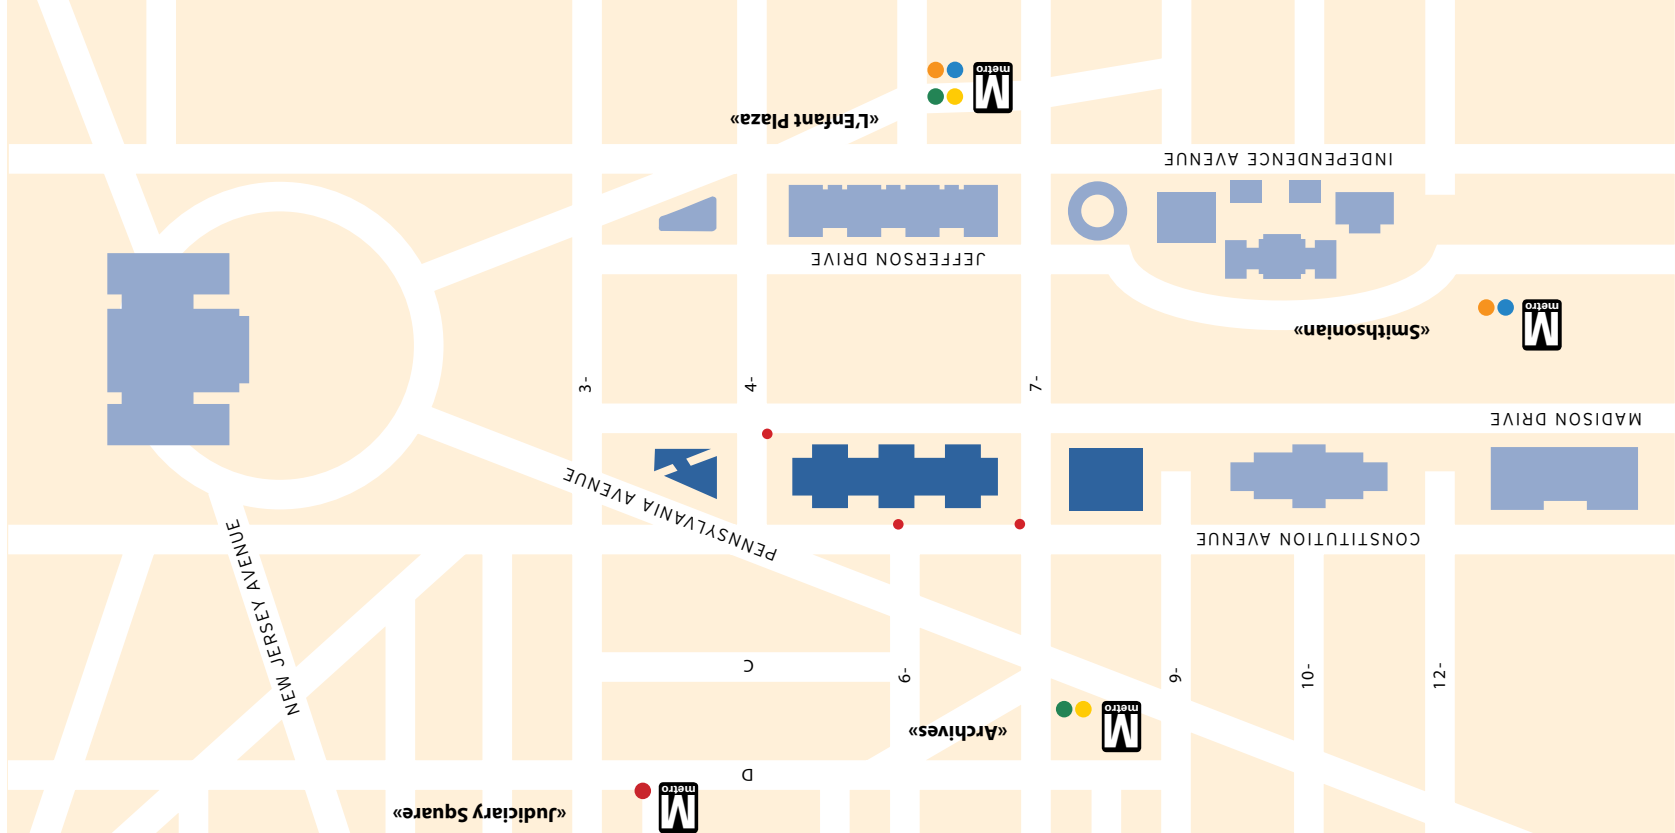 M
metro
«Judiciary Square»
D
«Archives»
M
metro
12-
10-
9-
6-
C
NEW JERSEY AVENUE
CONSTITUTION AVENUE
PENNSYLVANIA AVENUE
MADISON DRIVE
7-
4-
3-
M
metro
«Smithsonian»
JEFFERSON DRIVE
INDEPENDENCE AVENUE
«L'Enfant Plaza»
M
metro